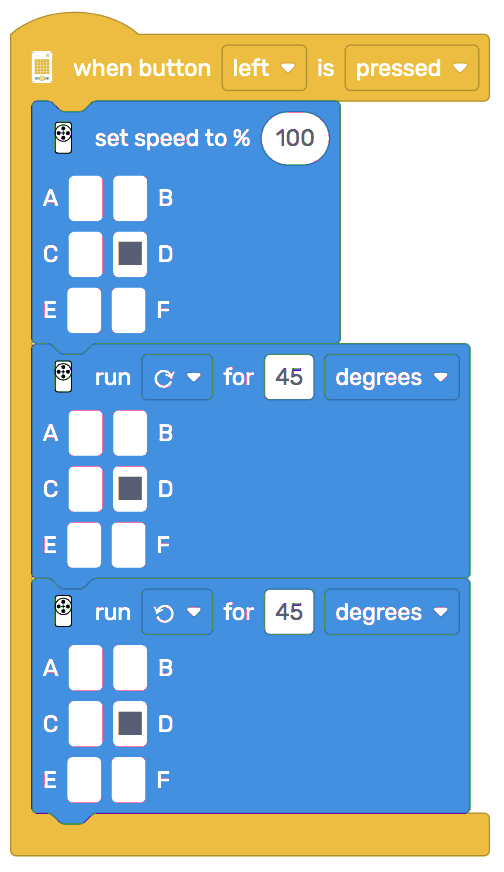 when button left is pressed
set speed to % 100
A B
C D
E F
run for 45 degrees
A B
C D
E F
run for 45 degrees
A B
C D
E F